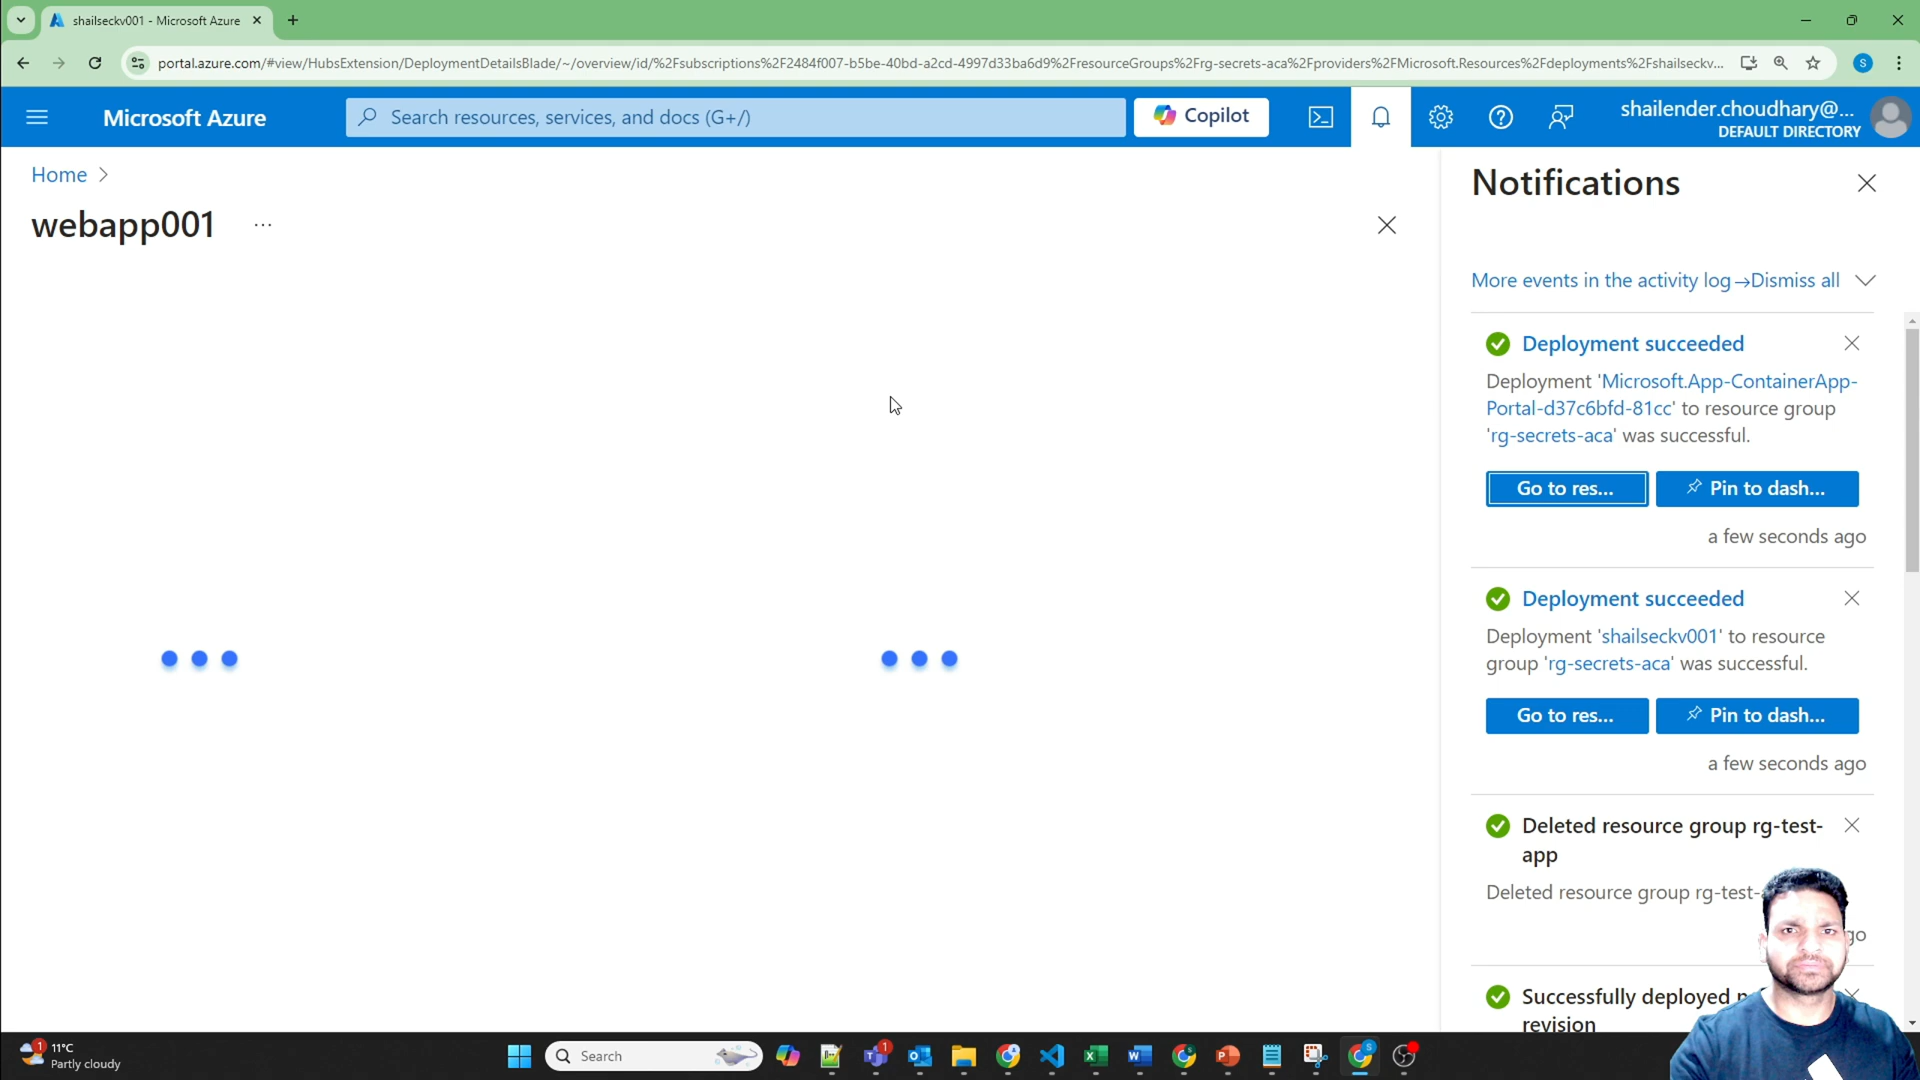 shailseckv001 - Microsoft Azure
portal.azure.com/#view/HubsExtension/DeploymentDetailsBlade/~/overview/id/%2Fsubscriptions%2F2484f007-b5be-40bd-a2cd-4997d33ba6d9%2FresourceGroups%2Frg-secrets-aca%2Fproviders%2FMicrosoft.Resources%2Fdeployments%2Fshailseckv...
S
Microsoft Azure
Search resources, services, and docs (G+/)
Copilot
shailender.choudhary@...
DEFAULT DIRECTORY
Home
webapp001
...
Notifications
More events in the activity log→
Dismiss all
Deployment succeeded
Deployment 'Microsoft.App-ContainerApp-
Portal-d37c6bfd-81cc' to resource group
'rg-secrets-aca' was successful.
Go to res...
Pin to dash...
a few seconds ago
Deployment succeeded
Deployment 'shailseckv001' to resource
group 'rg-secrets-aca' was successful.
Go to res...
Pin to dash...
a few seconds ago
Deleted resource group rg-test-
app
Deleted resource group rg-test-
go
Successfully deployed
revision
1
11°C
Partly cloudy
Search
1